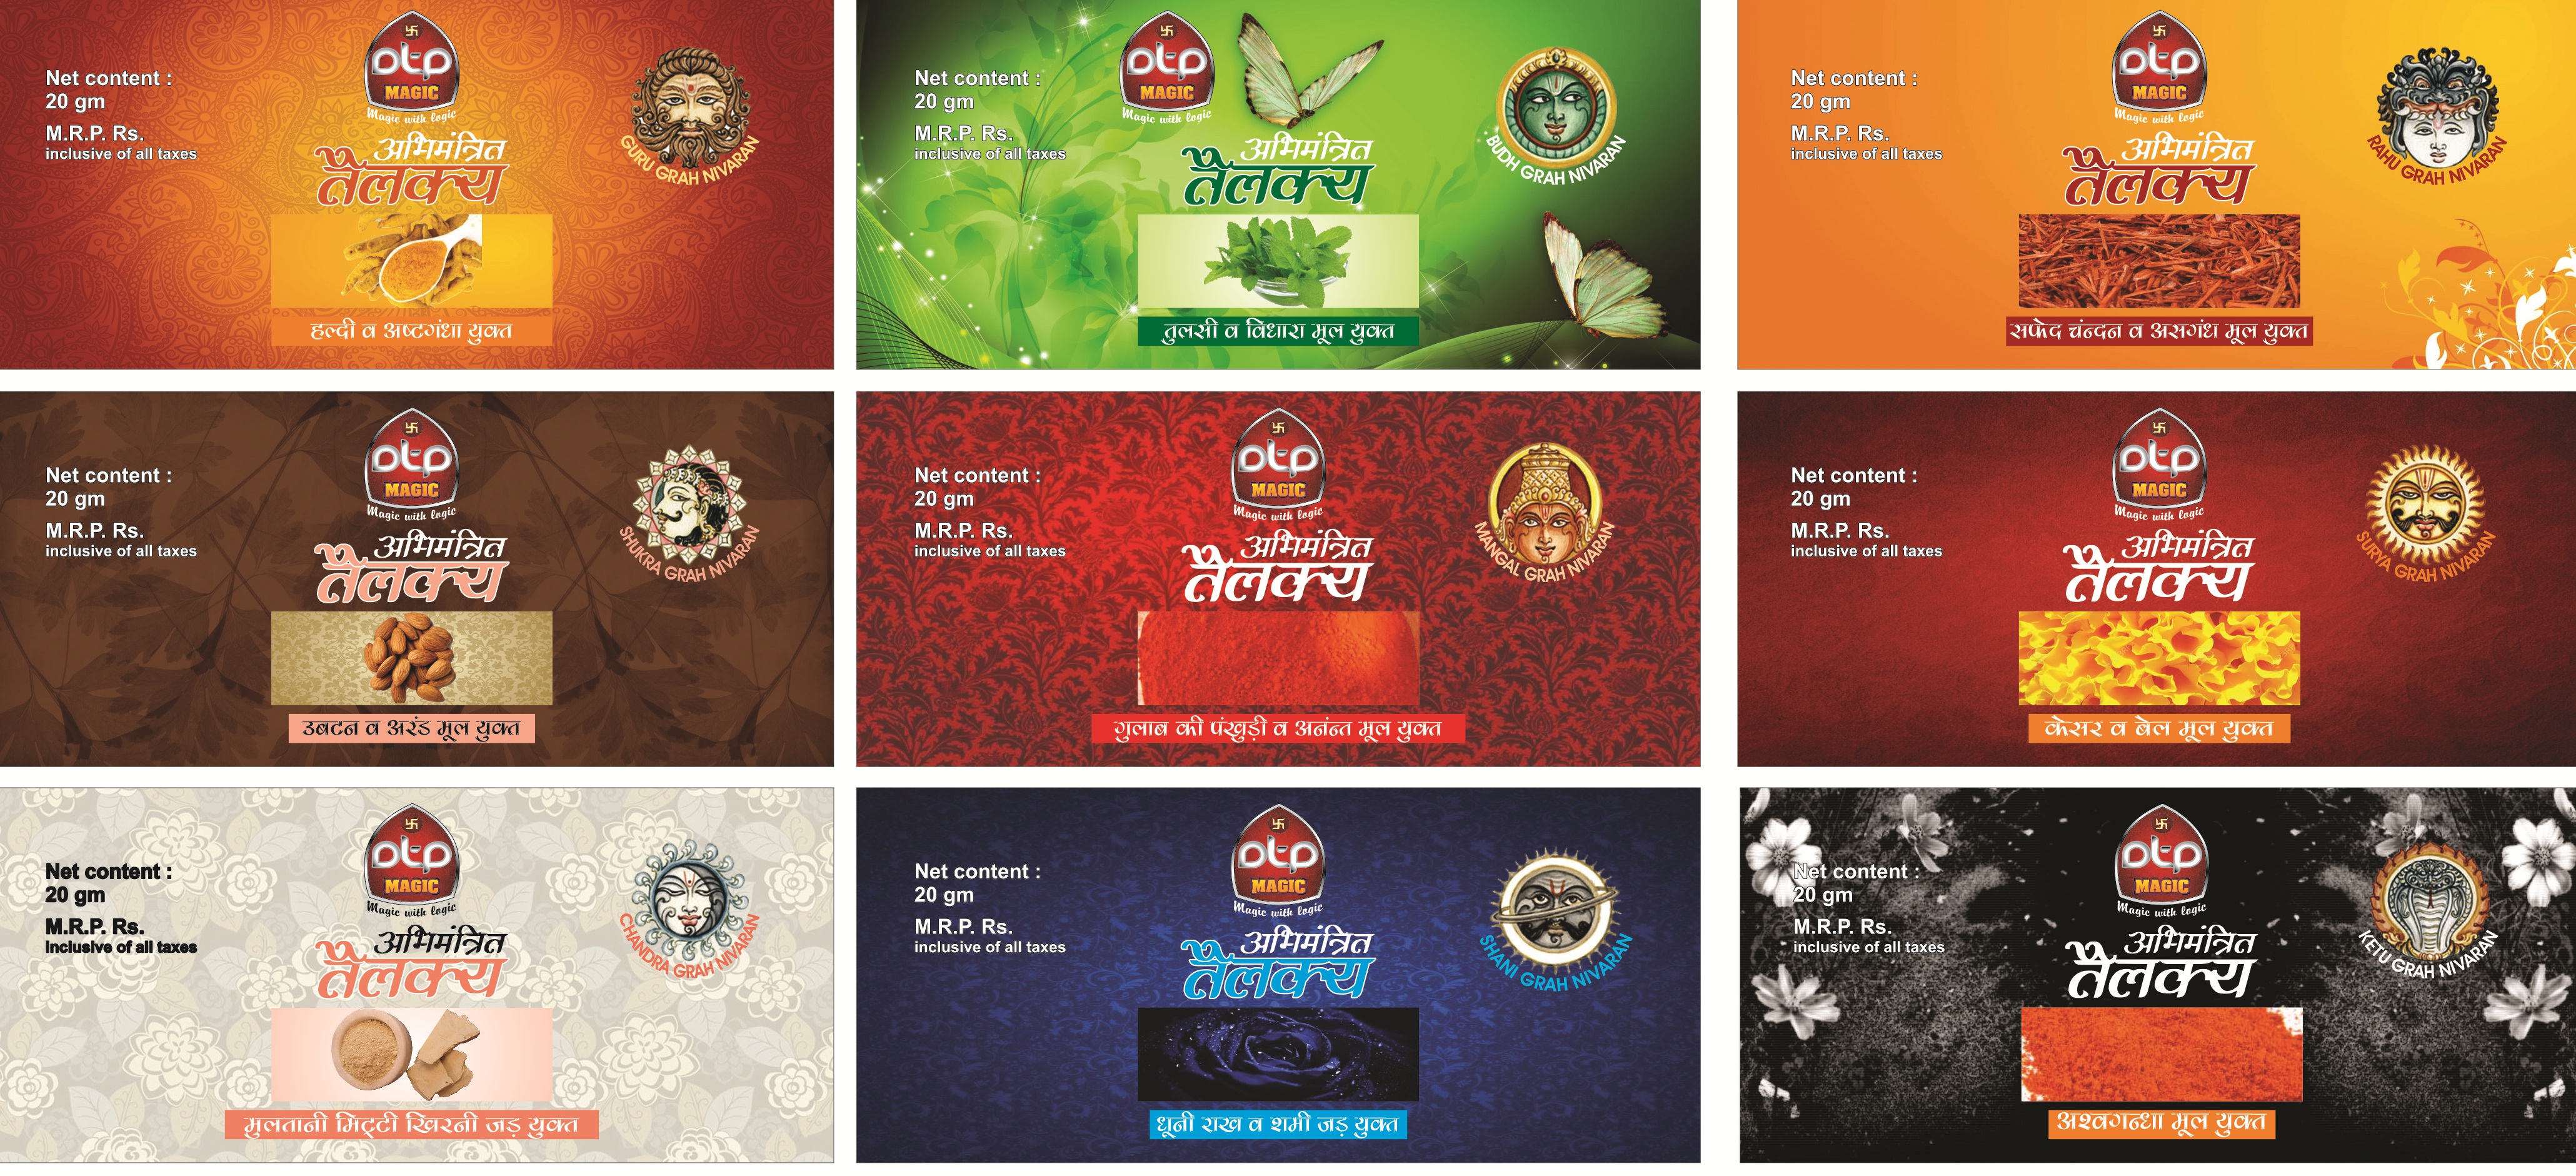 Net content :
20 gm
M.R.P. Rs.
inclusive of all taxes
MAGIC
Magic with logic
अभिमंत्रित
तैलक्य
GURU GRAH NIVARAN
हल्दी व अष्टगंधा युक्त
Net content :
20 gm
M.R.P. Rs.
inclusive of all taxes
MAGIC
Magic with logic
अभिमंत्रित
तैलक्य
BUDH GRAH NIVARAN
तुलसी व विधारा मूल युक्त
Net content :
20 gm
M.R.P. Rs.
inclusive of all taxes
MAGIC
Magic with logic
अभिमंत्रित
तैलक्य
RAHU GRAH NIVARAN
सफेद चंन्दन व असगंध मूल युक्त
Net content :
20 gm
M.R.P. Rs.
inclusive of all taxes
MAGIC
Magic with logic
अभिमंत्रित
तैलक्य
SHUKRA GRAH NIVARAN
उबटन व अरंड मूल युक्त
Net content :
20 gm
M.R.P. Rs.
inclusive of all taxes
MAGIC
Magic with logic
अभिमंत्रित
तैलक्य
MANGAL GRAH NIVARAN
गुलाब की पंखुड़ी व अनंन्त मूल युक्त
Net content :
20 gm
M.R.P. Rs.
inclusive of all taxes
MAGIC
Magic with logic
अभिमंत्रित
तैलक्य
SURYA GRAH NIVARAN
केसर व बेल मूल युक्त
Net content :
20 gm
M.R.P. Rs.
inclusive of all taxes
MAGIC
Magic with logic
अभिमंत्रित
तैलक्य
CHANDRA GRAH NIVARAN
मुलतानी मिट्टी खिरनी जड़ युक्त
Net content :
20 gm
M.R.P. Rs.
inclusive of all taxes
MAGIC
Magic with logic
अभिमंत्रित
तैलक्य
SHANI GRAH NIVARAN
धूनी राख व शमी जड़ युक्त
Net content :
20 gm
M.R.P. Rs.
inclusive of all taxes
MAGIC
Magic with logic
अभिमंत्रित
तैलक्य
KETU GRAH NIVARAN
अश्वगन्धा मूल युक्त